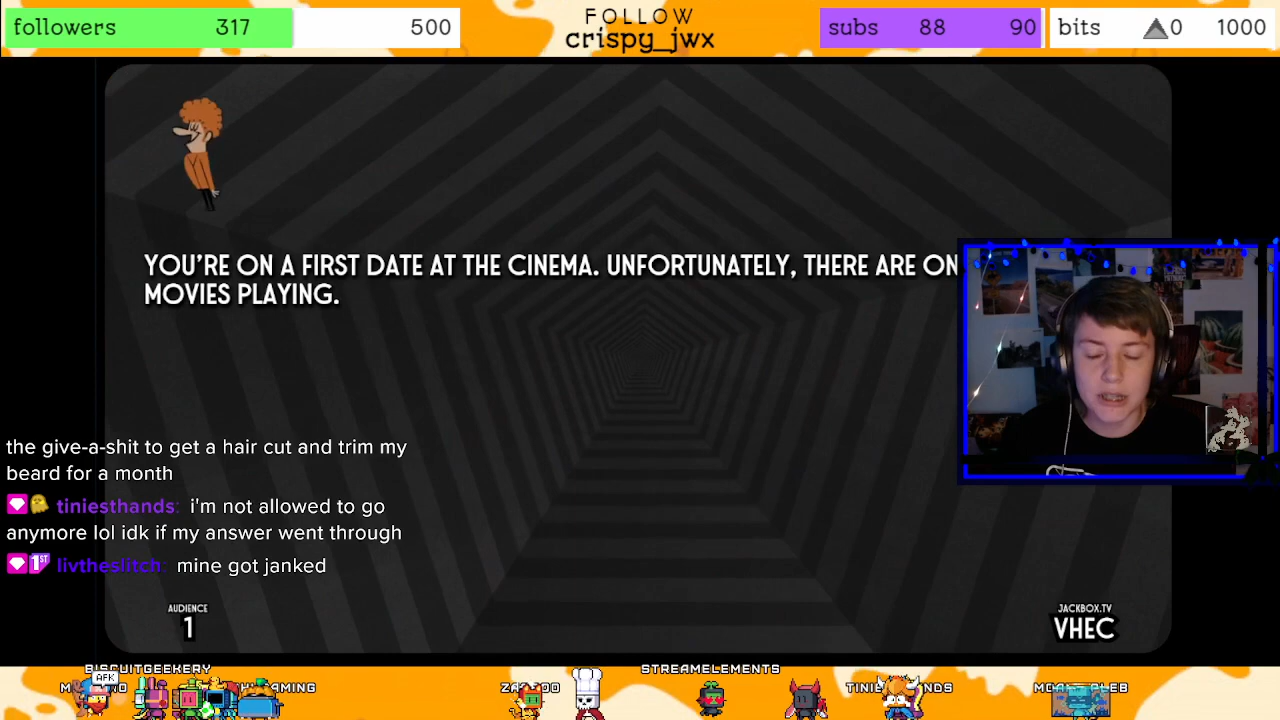 followers 317 500
FOLLOW
crispy_jwx
subs 88 90
bits 0 1000
YOU'RE ON A FIRST DATE AT THE CINEMA. UNFORTUNATELY, THERE ARE ON
MOVIES PLAYING.
the give-a-shit to get a hair cut and trim my
beard for a month
1ST
tiniesthands: i'm not allowed to go
anymore lol idk if my answer went through
livtheslitch: mine got janked
AUDIENCE
1
JACKBOX.TV
VHEC
BISCUITGEEKERY
AFK
STREAMELEMENTS